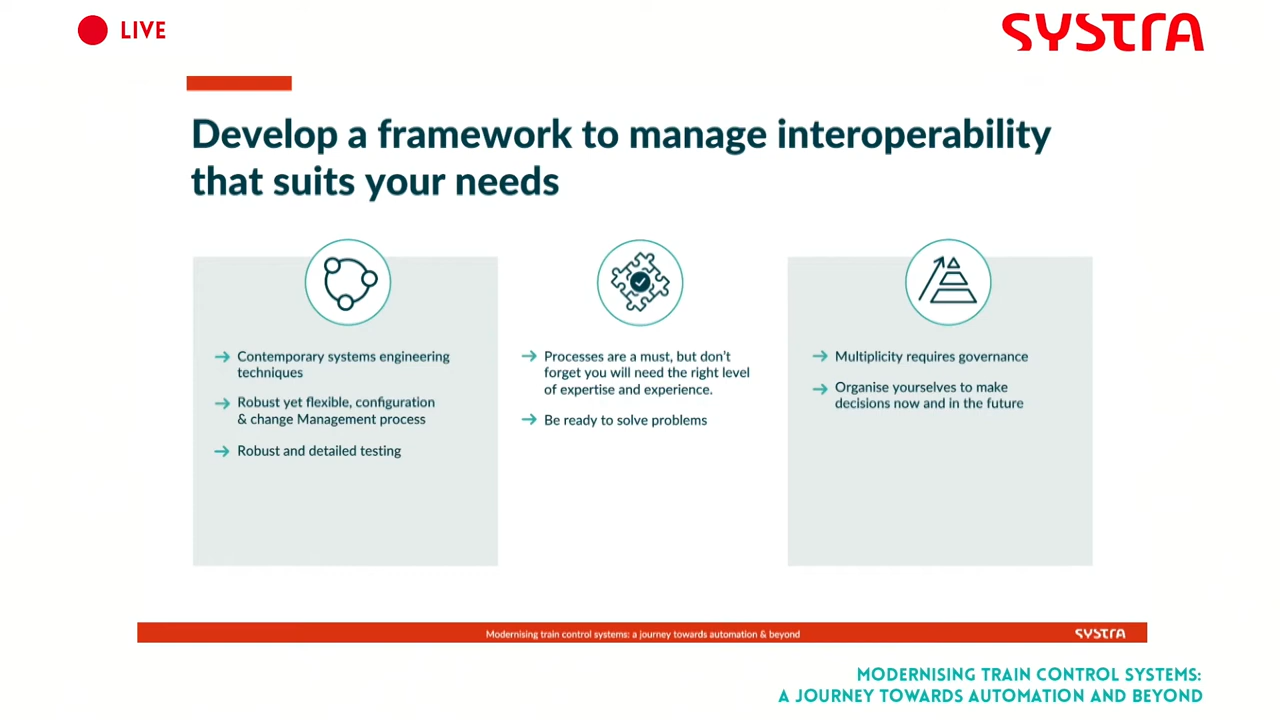 LIVE
SYSTRA
Develop a framework to manage interoperability
that suits your needs
Contemporary systems engineering
techniques
Robust yet flexible, configuration
& change Management process
Robust and detailed testing
Processes are a must, but don't
forget you will need the right level
of expertise and experience.
Be ready to solve problems
Multiplicity requires governance
Organise yourselves to make
decisions now and in the future
Modernising train control systems: a journey towards automation & beyond
SYSTRA
MODERNISING TRAIN CONTROL SYSTEMS:
A JOURNEY TOWARDS AUTOMATION AND BEYOND